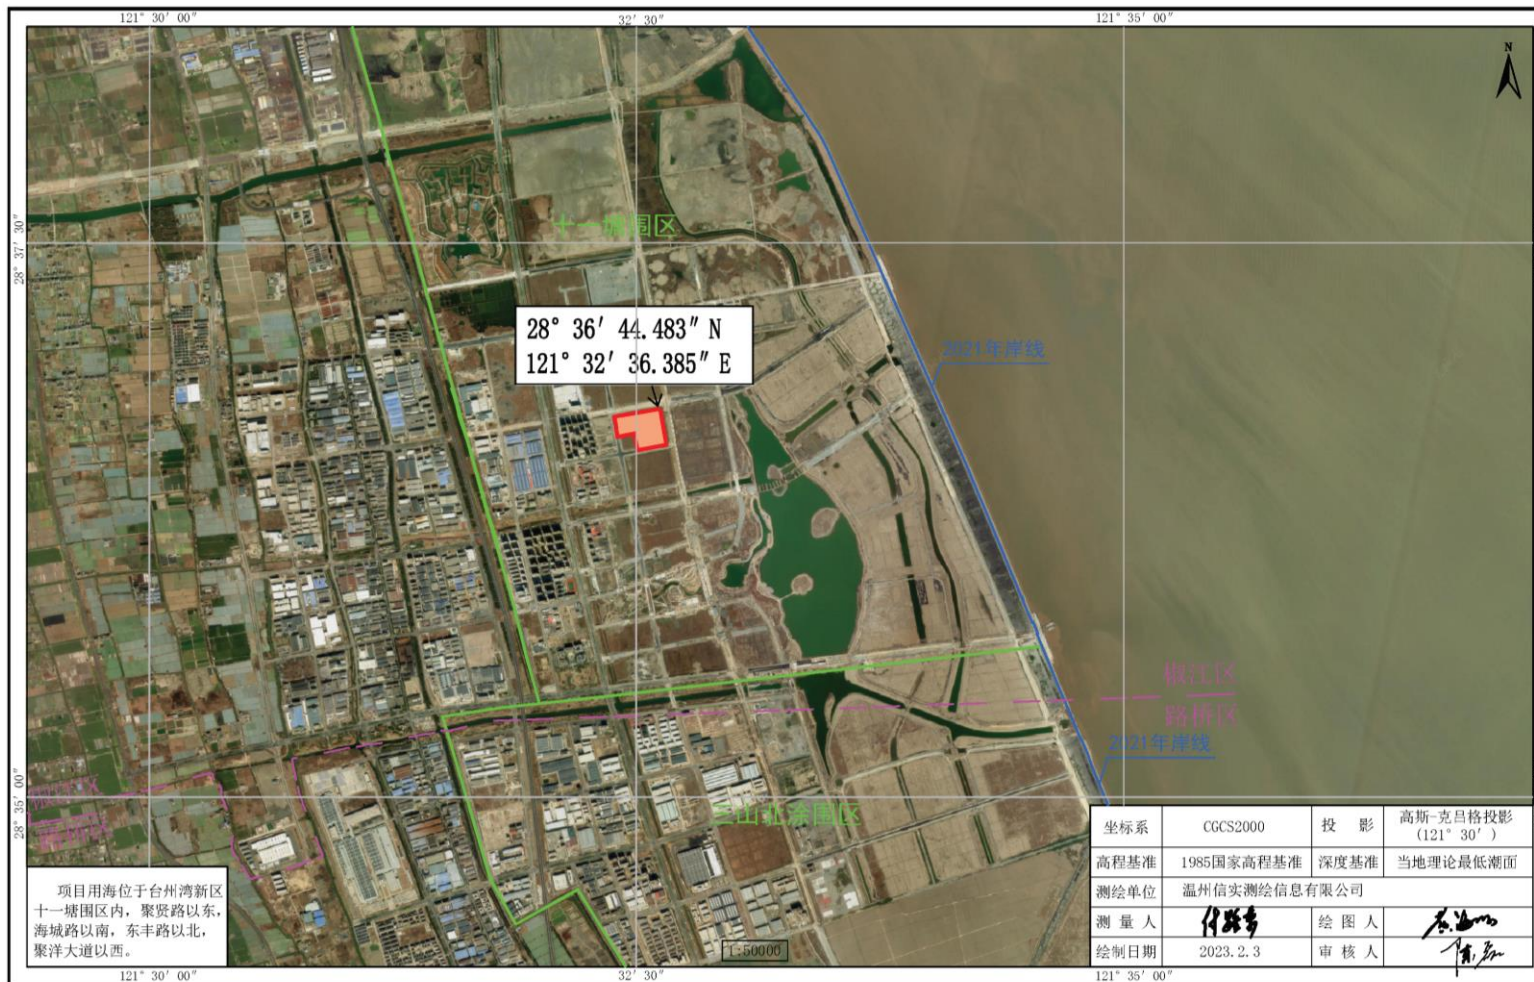 121° 30′ 00″
32′ 30″
121° 35′ 00″
N
28° 37′ 30″
十一塘围区
28° 36′ 44.483″ N
121° 32′ 36.385″ E
2021年岸线
椒江区
路桥区
2021年岸线
椒江区
路桥区
28° 35′ 00″
三山北涂围区
项目用海位于台州湾新区
十一塘围区内，聚贤路以东，
海城路以南，东丰路以北，
聚洋大道以西。
1:50000
坐标系 CGCS2000 投 影 高斯-克吕格投影
(121° 30′ )
高程基准 1985国家高程基准 深度基准 当地理论最低潮面
测绘单位 温州信实测绘信息有限公司
测 量 人 绘 图 人
绘制日期 2023.2.3 审 核 人
121° 30′ 00″
32′ 30″
121° 35′ 00″